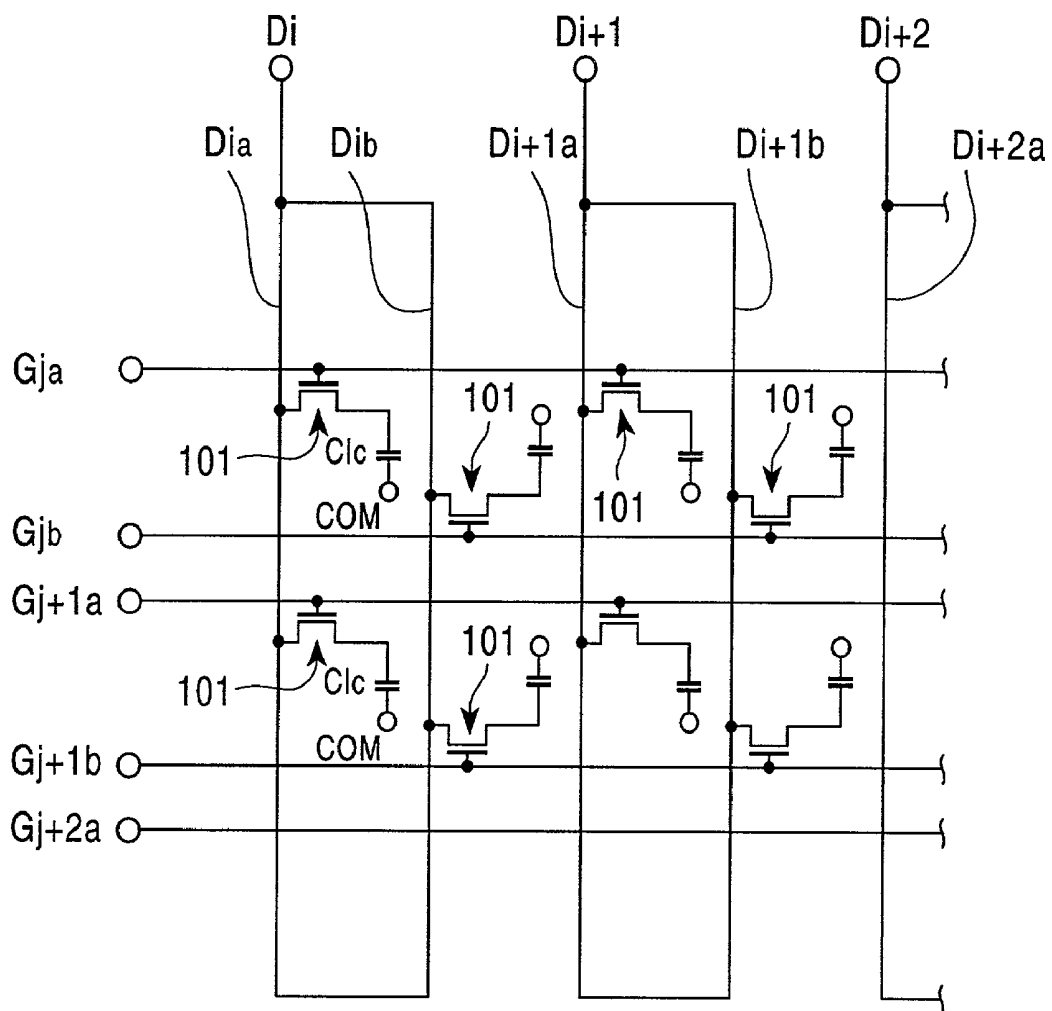 Di Di+1 Di+2
Dia Dib Di+1a Di+1b Di+2a
Gja
101 101
101 Clc 101
COM
Gjb
Gj+1a
101
101 Clc
COM
Gj+1b
Gj+2a